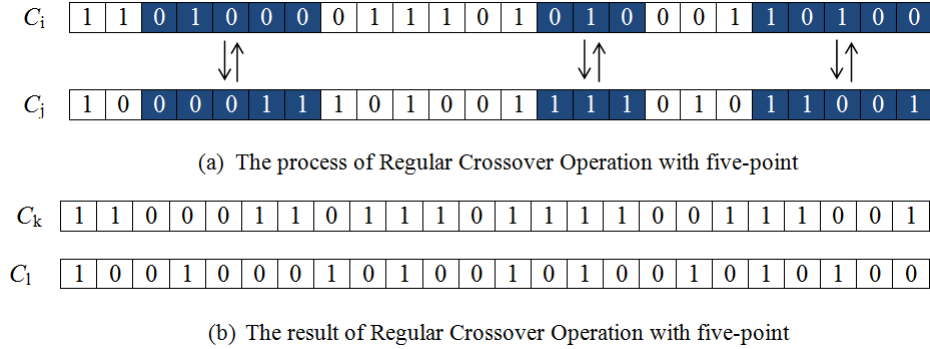 Ci 1 1 0 1 0 0 0 0 1 1 1 0 1 0 1 0 0 0 1 1 0 1 0 0
Cj 1 0 0 0 0 1 1 1 0 1 0 0 1 1 1 1 0 1 0 1 1 0 0 1
(a) The process of Regular Crossover Operation with five-point
Ck 1 1 0 0 0 1 1 0 1 1 1 0 1 1 1 1 0 0 1 1 1 0 0 1
Cl 1 0 0 1 0 0 0 1 0 1 0 0 1 0 1 0 0 1 0 1 0 1 0 0
(b) The result of Regular Crossover Operation with five-point